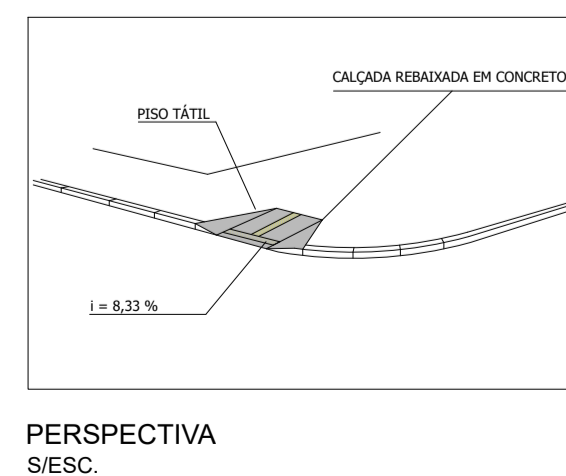 CALÇADA REBAIXADA EM CONCRETO
PISO TÁTIL
i = 8,33 %
PERSPECTIVA
S/ESC.